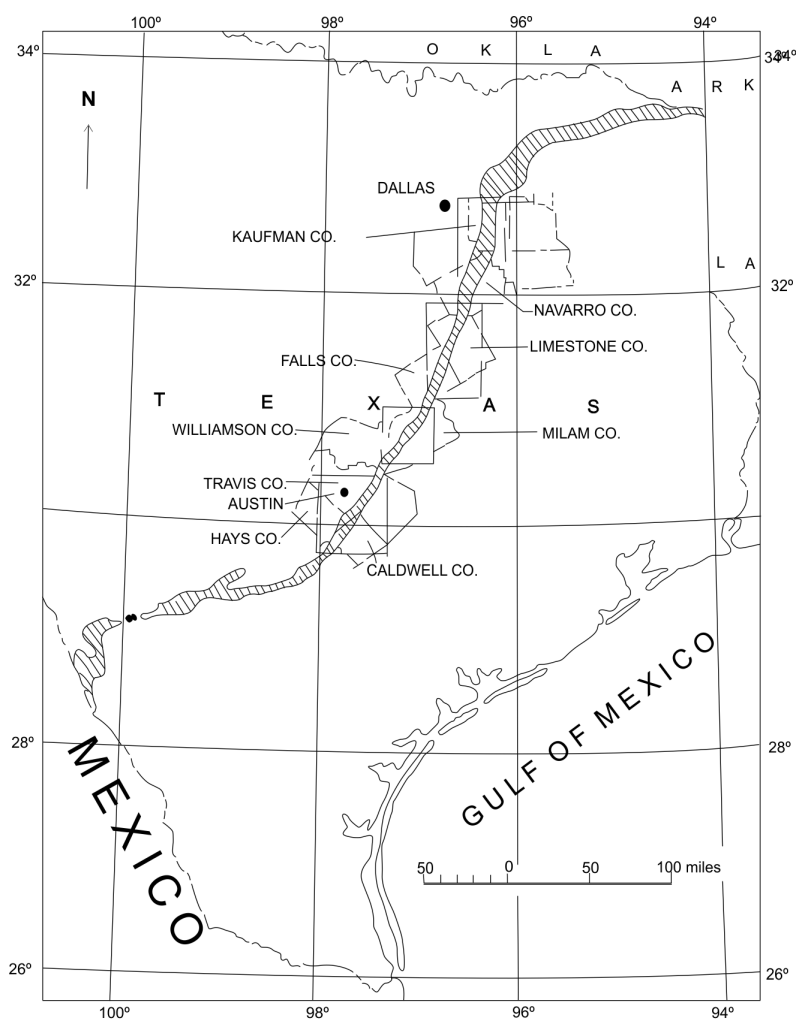 100º 98º 96º 94º
34º O K L A 34º
A R K
N
DALLAS
KAUFMAN CO.
L A
32º 32º
NAVARRO CO.
LIMESTONE CO.
FALLS CO.
T E X A S
WILLIAMSON CO.
MILAM CO.
TRAVIS CO.
AUSTIN
HAYS CO.
CALDWELL CO.
GULF OF MEXICO
28º 28º
MEXICO
50 0 50 100 miles
26º 26º
100º 98º 96º 94º